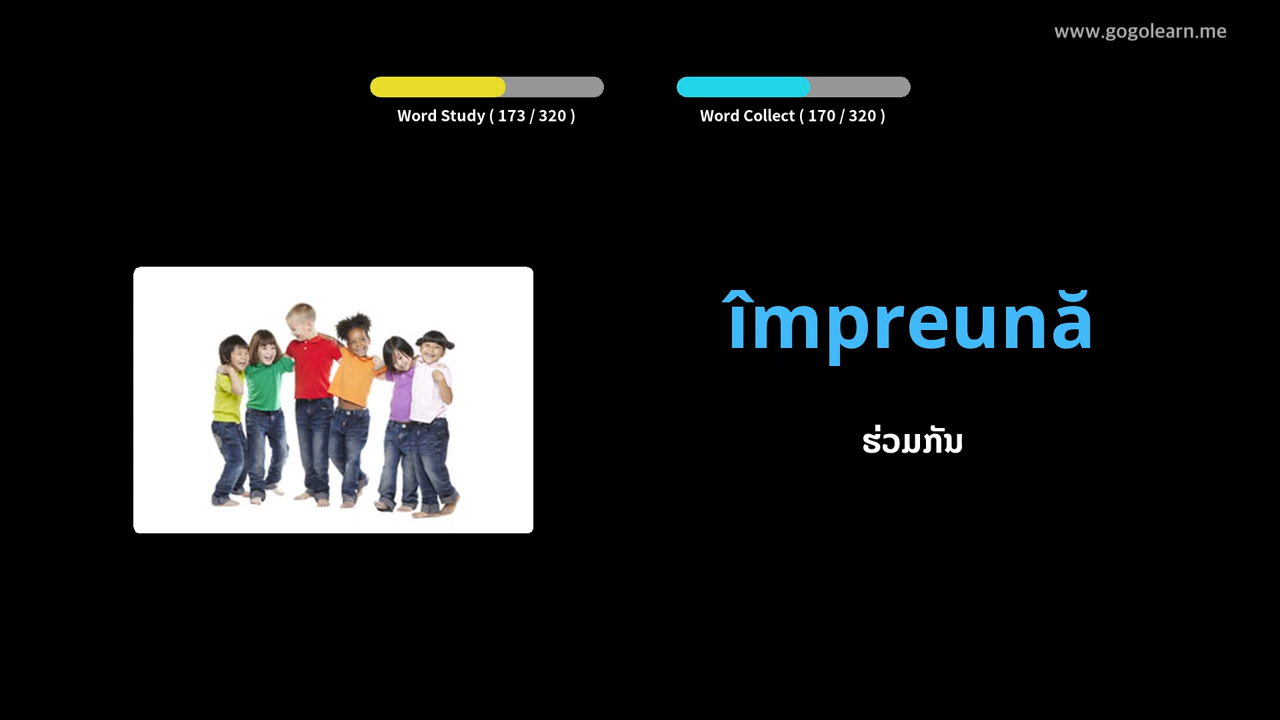 www.gogolearn.me
Word Study ( 173 / 320 )
Word Collect ( 170 / 320 )
împreună
ຮ່ວມກັນ